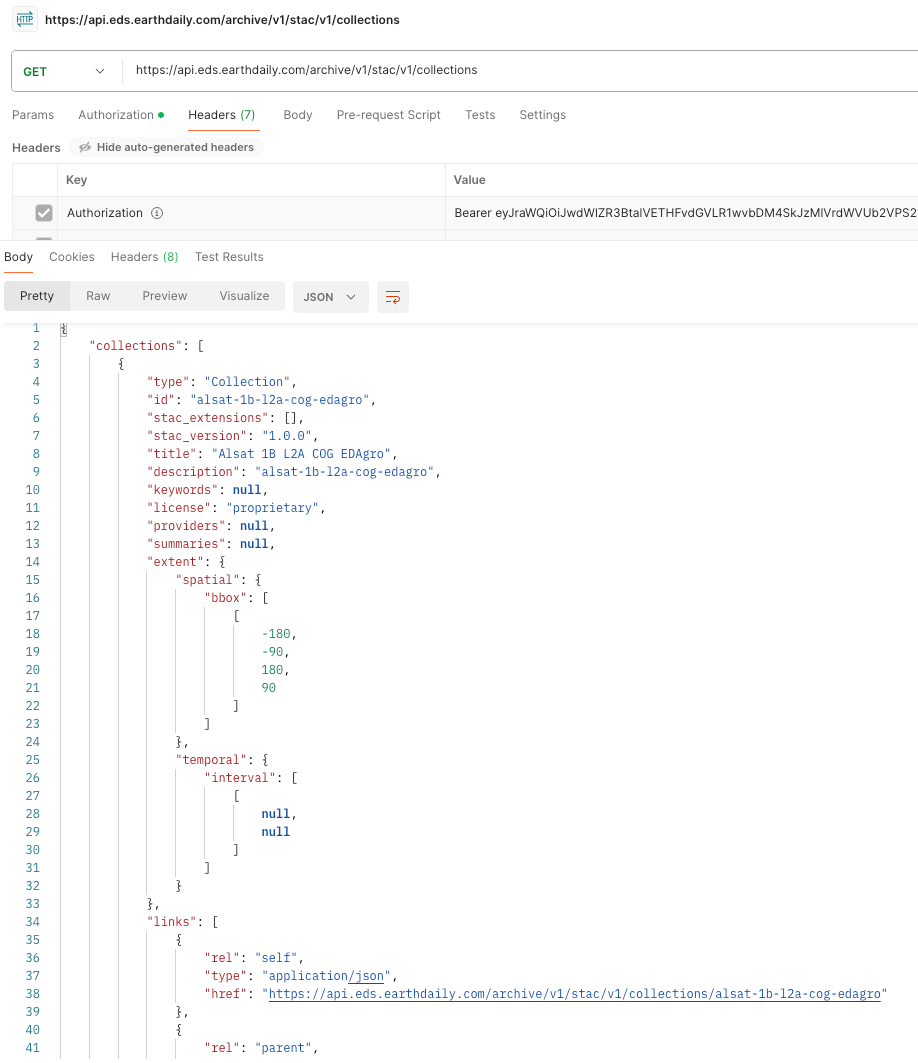 HTTP https://api.eds.earthdaily.com/archive/v1/stac/v1/collections
GET https://api.eds.earthdaily.com/archive/v1/stac/v1/collections
Params Authorization Headers (7) Body Pre-request Script Tests Settings
Headers Hide auto-generated headers
Key Value
Authorization Bearer
Body Cookies Headers (8) Test Results
Pretty Raw Preview Visualize JSON
1 {
2 "collections": [
3 {
4 "type": "Collection",
5 "id": "alsat-1b-l2a-cog-edagro",
6 "stac_extensions": [],
7 "stac_version": "1.0.0",
8 "title": "Alsat 1B L2A COG EDAgro",
9 "description": "alsat-1b-l2a-cog-edagro",
10 "keywords": null,
11 "license": "proprietary",
12 "providers": null,
13 "summaries": null,
14 "extent": {
15 "spatial": {
16 "bbox": [
17 [
18 -180,
19 -90,
20 180,
21 90
22 ]
23 ]
24 },
25 "temporal": {
26 "interval": [
27 [
28 null,
29 null
30 ]
31 ]
32 }
33 },
34 "links": [
35 {
36 "rel": "self",
37 "type": "application/json",
38 "href": "https://api.eds.earthdaily.com/archive/v1/stac/v1/collections/alsat-1b-l2a-cog-edagro"
39 },
40 {
41 "rel": "parent",